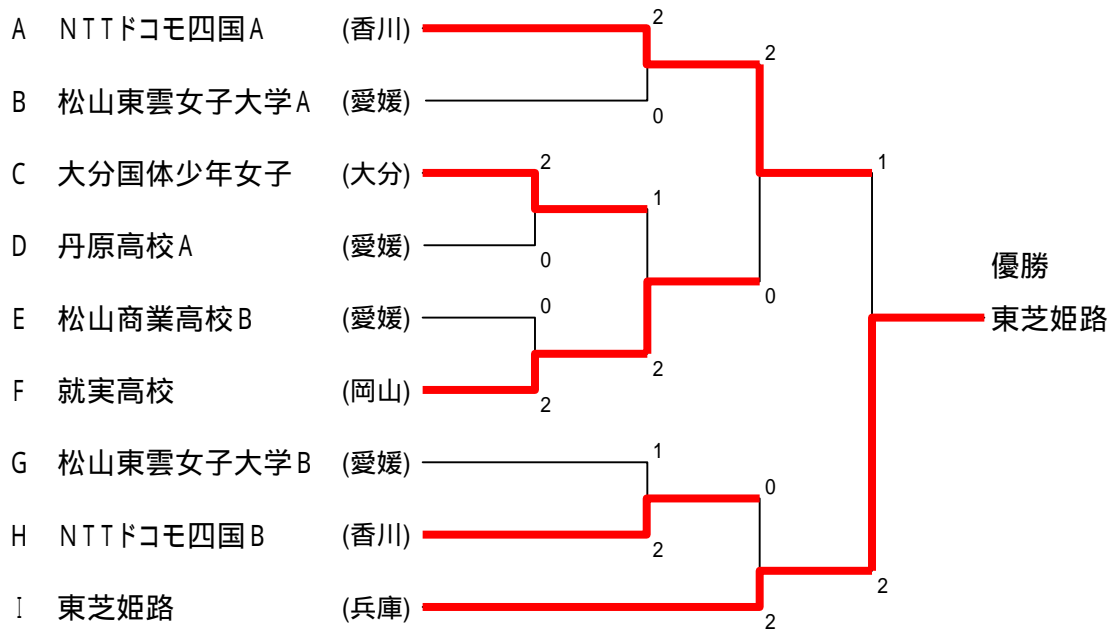 A NTTドコモ四国A (香川)
2
2
B 松山東雲女子大学A (愛媛)
0
C 大分国体少年女子 (大分)
2
1
1
D 丹原高校A (愛媛)
0
優勝
E 松山商業高校B (愛媛)
0
0
東芝姫路
F 就実高校 (岡山)
2
2
G 松山東雲女子大学B (愛媛)
1
0
H NTTドコモ四国B (香川)
2
2
I 東芝姫路 (兵庫)
2